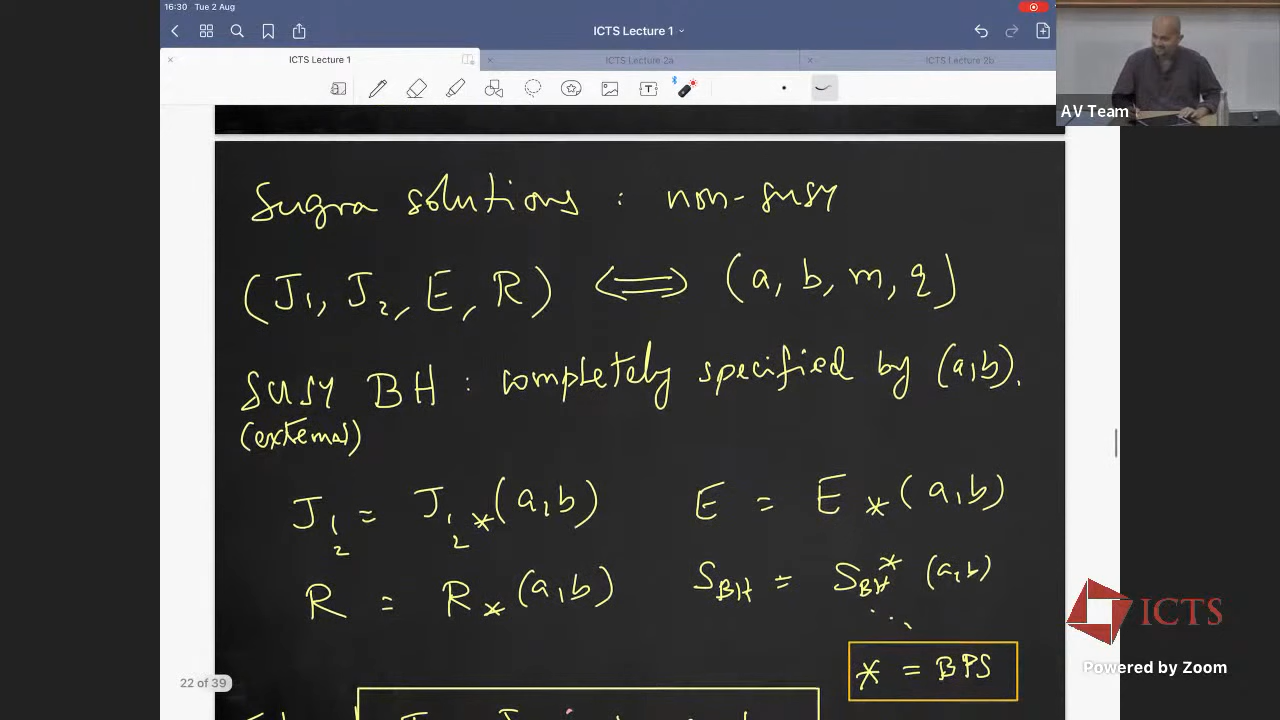 16:30 Tue 2 Aug
ICTS Lecture 1
ICTS Lecture 1
ICTS Lecture 2a
ICTS Lecture 2b
AV Team
Sugra solutions : non-susy
(J₁, J₂, E, R) ⟺ (a, b, m, q)
SUSY BH : completely specified by (a,b).
(extremal)
J₁ ₂ = J₁ ₂ * (a,b) E = E * (a,b)
R = R * (a,b) S_BH = S_BH^* (a,b)
. . .
* = BPS
22 of 39
ICTS
Powered by Zoom